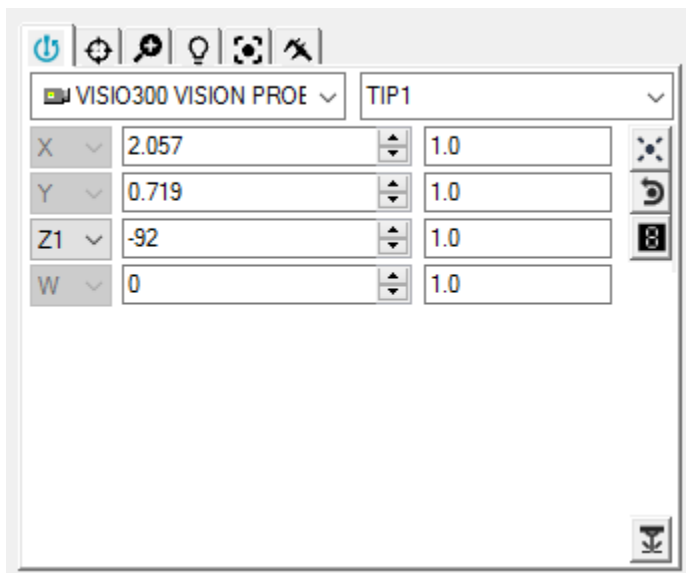 VISIO300 VISION PROE TIP1
X 2.057 1.0
Y 0.719 1.0
Z1 -92 1.0
W 0 1.0